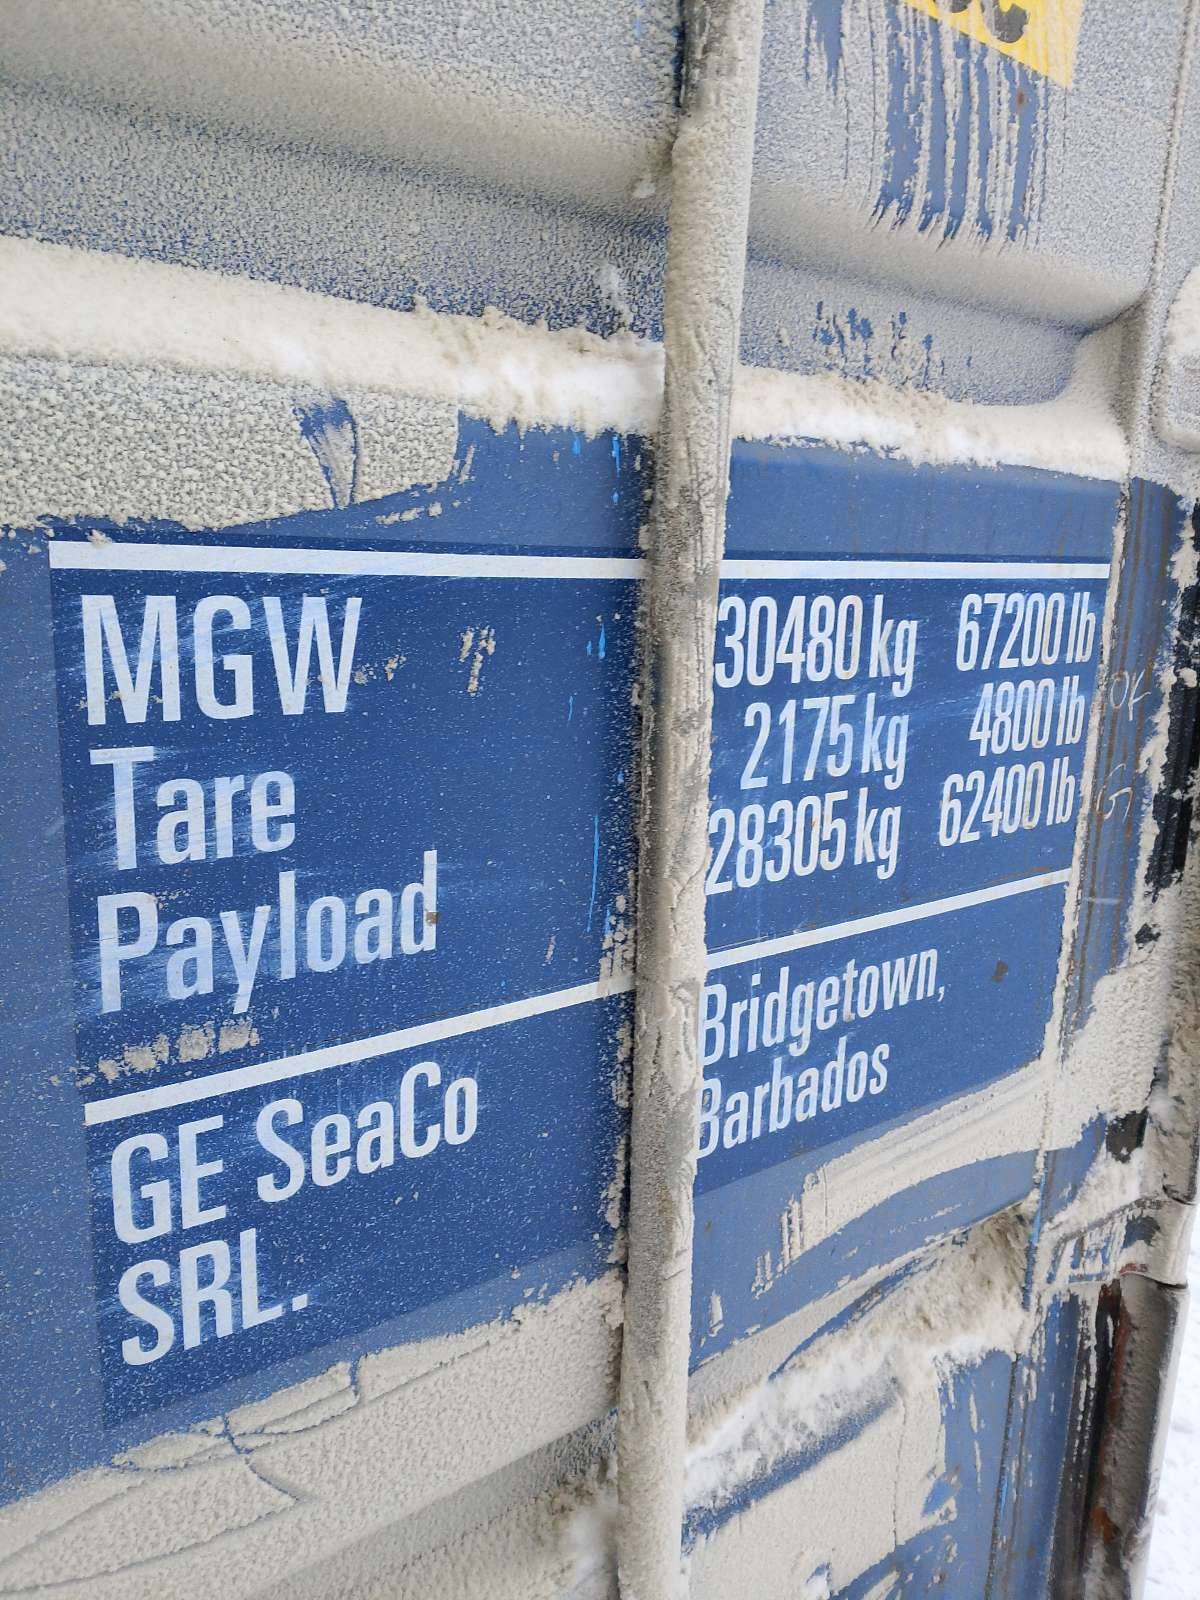 MGW 30480 kg 67200 lb
Tare 2175 kg 4800 lb
Payload 28305 kg 62400 lb
GE SeaCo Bridgetown,
SRL. Barbados